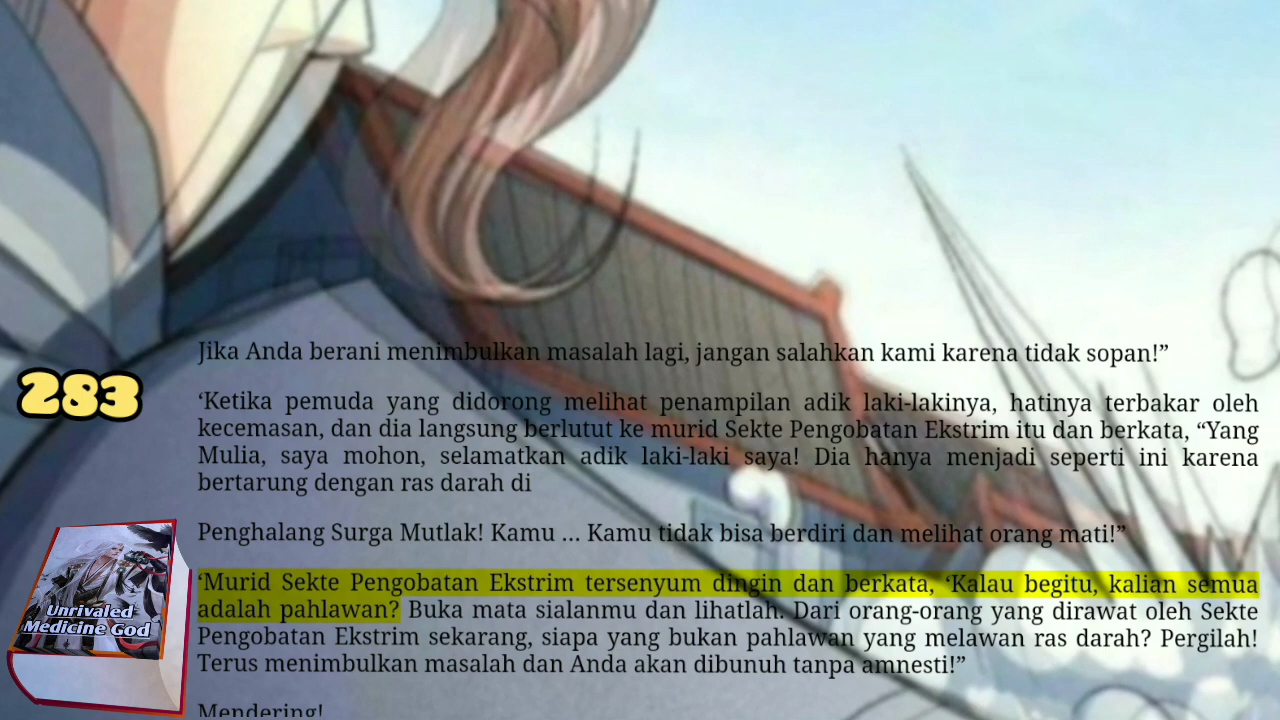 Jika Anda berani menimbulkan masalah lagi, jangan salahkan kami karena tidak sopan!”
283
‘Ketika pemuda yang didorong melihat penampilan adik laki-lakinya, hatinya terbakar oleh
kecemasan, dan dia langsung berlutut ke murid Sekte Pengobatan Ekstrim itu dan berkata, “Yang
Mulia, saya mohon, selamatkan adik laki-laki saya! Dia hanya menjadi seperti ini karena
bertarung dengan ras darah di
Penghalang Surga Mutlak! Kamu ... Kamu tidak bisa berdiri dan melihat orang mati!”
‘Murid Sekte Pengobatan Ekstrim tersenyum dingin dan berkata, ‘Kalau begitu, kalian semua
adalah pahlawan? Buka mata sialanmu dan lihatlah. Dari orang-orang yang dirawat oleh Sekte
Pengobatan Ekstrim sekarang, siapa yang bukan pahlawan yang melawan ras darah? Pergilah!
Terus menimbulkan masalah dan Anda akan dibunuh tanpa amnesti!”
Mendering!
Unrivaled
Medicine God